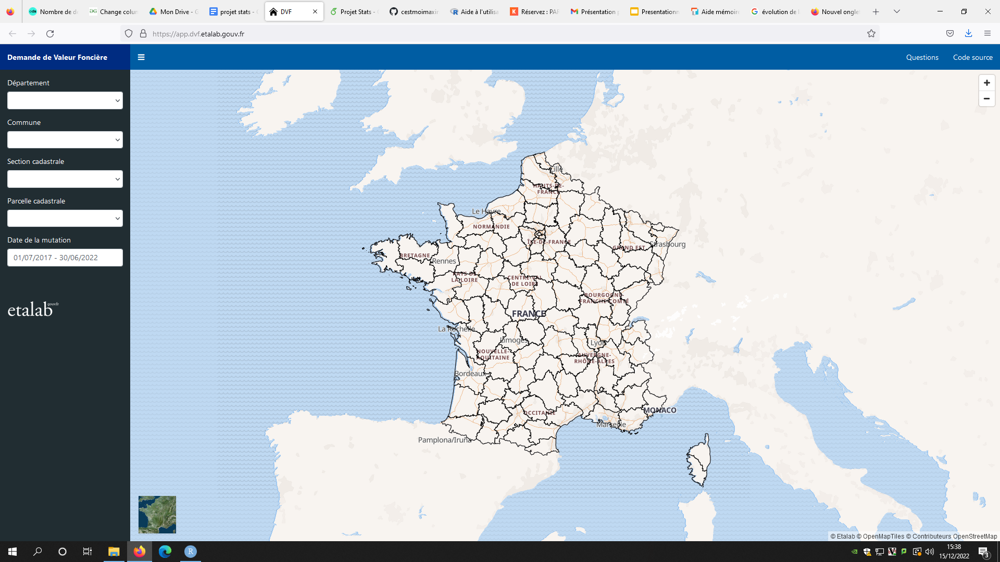 Nombre de d
Change colu
Mon Drive - G
projet stats -
DVF
Projet Stats -
cestmoimaxi
Aide à l'utilisa
Réservez : PAR
Présentation p
Presentationn
Aide mémoire
évolution de l
Nouvel ongle
https://app.dvf.etalab.gouv.fr
Demande de Valeur Foncière
Questions
Code source
Département
Commune
Section cadastrale
Parcelle cadastrale
Date de la mutation
01/07/2017 - 30/06/2022
etalab
gouv.fr
Lille
HAUTS-DE-
FRANCE
Le Havre
NORMANDIE
ÎLE-DE-FRANCE
Strasbourg
GRAND EST
BRETAGNE
Rennes
PAYS DE
LA LOIRE
CENTRE-VAL
DE LOIRE
BOURGOGNE-
FRANCHE-COMTÉ
FRANCE
La Rochelle
Limoges
Lyon
NOUVELLE-
AQUITAINE
AUVERGNE-
RHÔNE-ALPES
Bordeaux
OCCITANIE
MONACO
Marseille
Pamplona/Iruña
© Etalab © OpenMapTiles © Contributeurs OpenStreetMap
15:38
15/12/2022
3